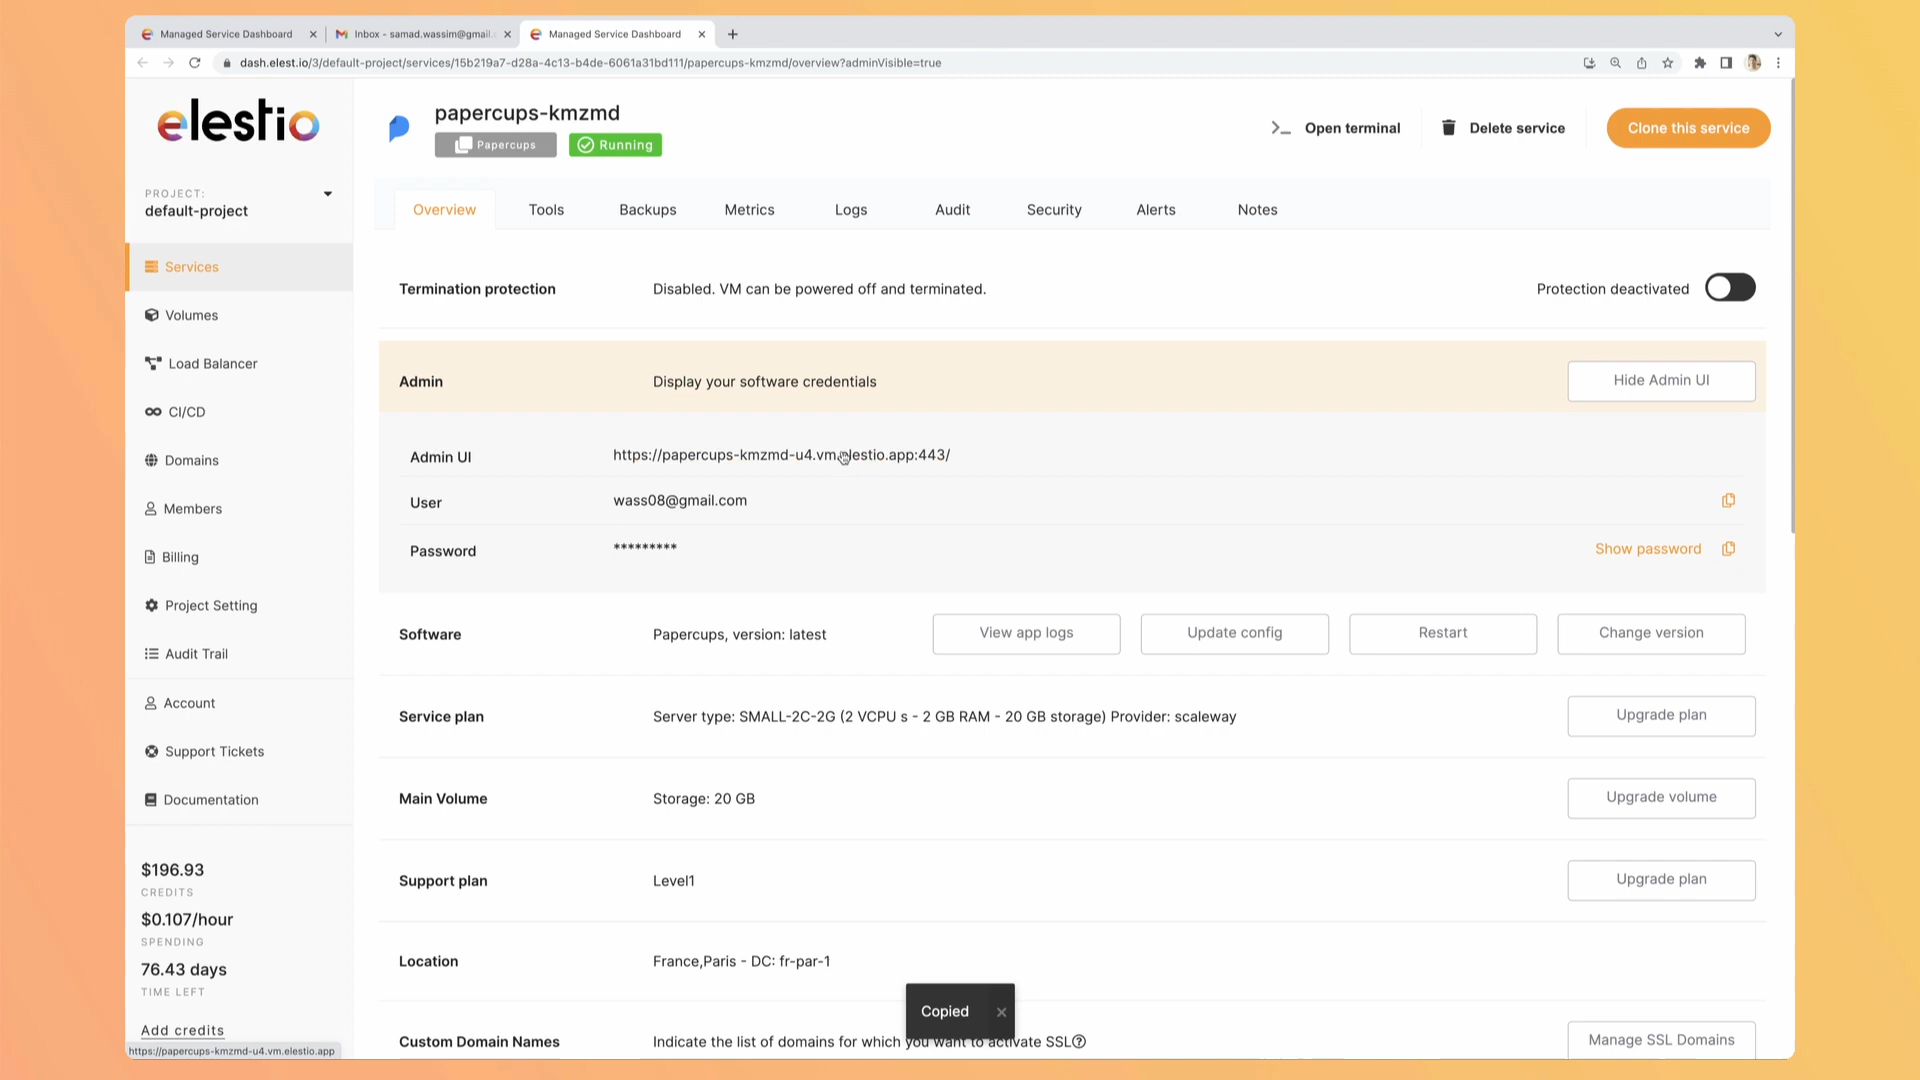 Managed Service Dashboard
Inbox - samad.wassim@gmail.
Managed Service Dashboard
dash.elest.io/3/default-project/services/15b219a7-d28a-4c13-b4de-6061a31bd111/papercups-kmzmd/overview?adminVisible=true
elestio
PROJECT:
default-project
Services
Volumes
Load Balancer
CI/CD
Domains
Members
Billing
Project Setting
Audit Trail
Account
Support Tickets
Documentation
$196.93
CREDITS
$0.107/hour
SPENDING
76.43 days
TIME LEFT
Add credits
https://papercups-kmzmd-u4.vm.elestio.app
papercups-kmzmd
Papercups
Running
Open terminal
Delete service
Clone this service
Overview
Tools
Backups
Metrics
Logs
Audit
Security
Alerts
Notes
Termination protection
Disabled. VM can be powered off and terminated.
Protection deactivated
Admin
Display your software credentials
Hide Admin UI
Admin UI
https://papercups-kmzmd-u4.vm.elestio.app:443/
User
wass08@gmail.com
Password
*********
Show password
Software
Papercups, version: latest
View app logs
Update config
Restart
Change version
Service plan
Server type: SMALL-2C-2G (2 VCPU s - 2 GB RAM - 20 GB storage) Provider: scaleway
Upgrade plan
Main Volume
Storage: 20 GB
Upgrade volume
Support plan
Level1
Upgrade plan
Location
France,Paris - DC: fr-par-1
Copied
Custom Domain Names
Indicate the list of domains for which you want to activate SSL
Manage SSL Domains